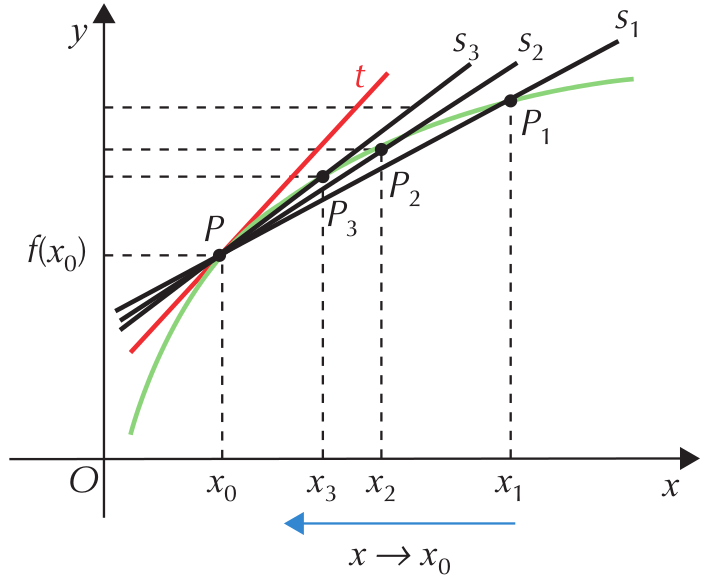 y
s₃
s₂
s₁
t
P₁
P₂
P
P₃
f(x₀)
O
x₀
x₃
x₂
x₁
x
x → x₀